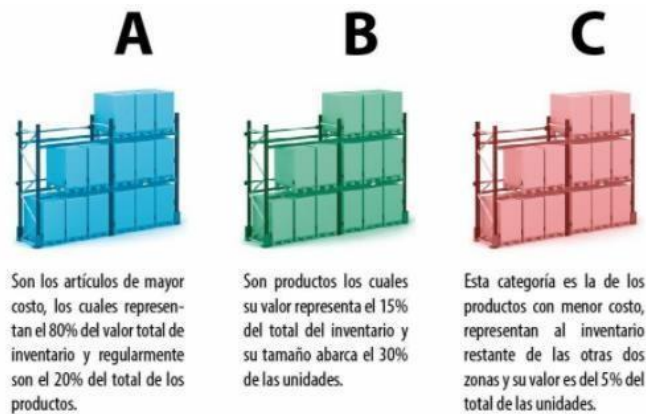 A
B
C
Son los artículos de mayor
costo, los cuales represen-
tan el 80% del valor total de
inventario y regularmente
son el 20% del total de los
productos.
Son productos los cuales
su valor representa el 15%
del total del inventario y
su tamaño abarca el 30%
de las unidades.
Esta categoría es la de los
productos con menor costo,
representan al inventario
restante de las otras dos
zonas y su valor es del 5% del
total de las unidades.